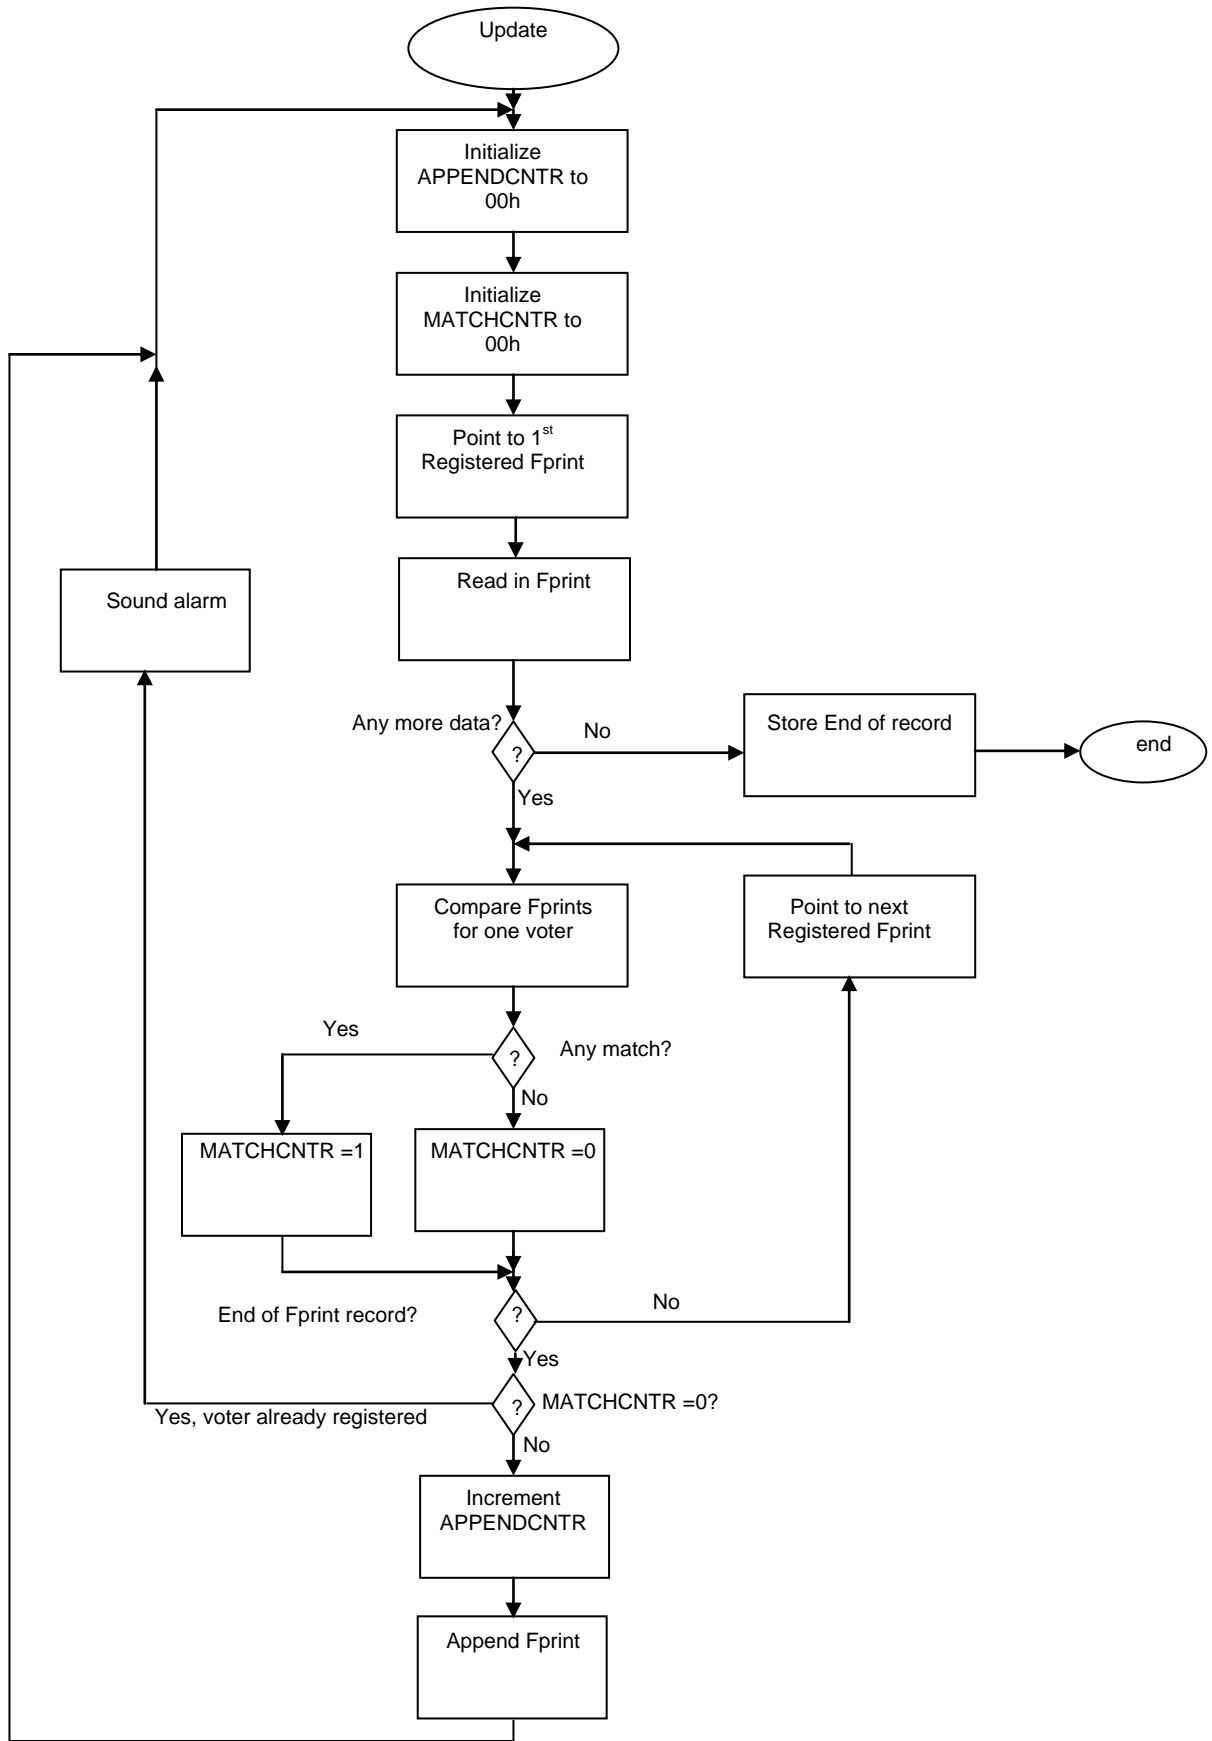 Update
Initialize
APPENDCNTR to
00h
Initialize
MATCHCNTR to
00h
Point to 1st
Registered Fprint
Read in Fprint
Sound alarm
Any more data?
?
No
Store End of record
end
Yes
Compare Fprints
for one voter
Point to next
Registered Fprint
Yes
?
Any match?
No
MATCHCNTR =1
MATCHCNTR =0
End of Fprint record?
?
No
Yes
Yes, voter already registered
?
MATCHCNTR =0?
No
Increment
APPENDCNTR
Append Fprint